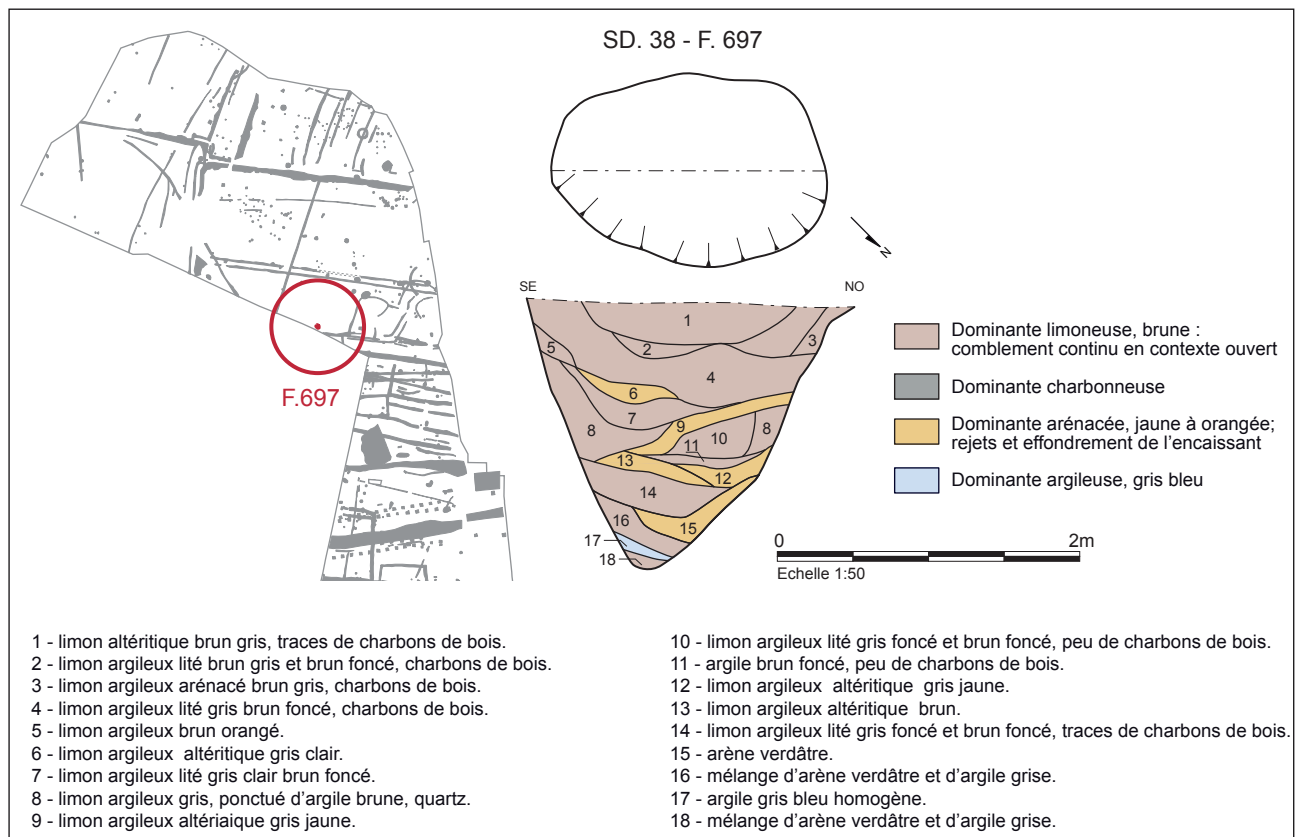 SD. 38 - F. 697
N
F.697
SE
NO
1
2
3
4
5
6
7
8
9
10
8
11
12
13
14
15
16
17
18
Dominante limoneuse, brune :
comblement continu en contexte ouvert
Dominante charbonneuse
Dominante arénacée, jaune à orangée;
rejets et effondrement de l'encaissant
Dominante argileuse, gris bleu
0
2m
Echelle 1:50
1 - limon altéritique brun gris, traces de charbons de bois.
2 - limon argileux lité brun gris et brun foncé, charbons de bois.
3 - limon argileux arénacé brun gris, charbons de bois.
4 - limon argileux lité gris brun foncé, charbons de bois.
5 - limon argileux brun orangé.
6 - limon argileux altéritique gris clair.
7 - limon argileux lité gris clair brun foncé.
8 - limon argileux gris, ponctué d'argile brune, quartz.
9 - limon argileux altériaique gris jaune.
10 - limon argileux lité gris foncé et brun foncé, peu de charbons de bois.
11 - argile brun foncé, peu de charbons de bois.
12 - limon argileux altéritique gris jaune.
13 - limon argileux altéritique brun.
14 - limon argileux lité gris foncé et brun foncé, traces de charbons de bois.
15 - arène verdâtre.
16 - mélange d'arène verdâtre et d'argile grise.
17 - argile gris bleu homogène.
18 - mélange d'arène verdâtre et d'argile grise.